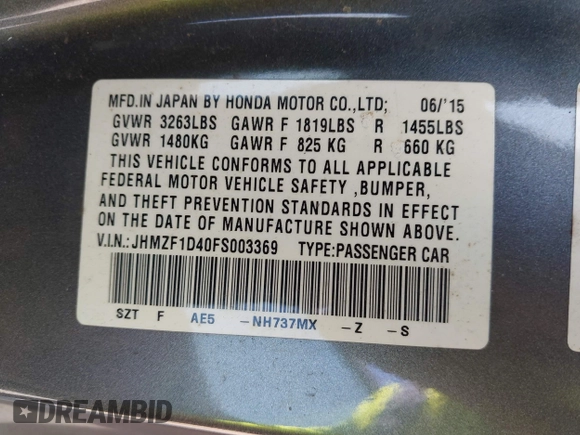 MFD.IN JAPAN BY HONDA MOTOR CO.,LTD; 06/'15
GVWR 3263LBS GAWR F 1819LBS R 1455LBS
GVWR 1480KG GAWR F 825 KG R 660 KG
THIS VEHICLE CONFORMS TO ALL APPLICABLE
FEDERAL MOTOR VEHICLE SAFETY ,BUMPER,
AND THEFT PREVENTION STANDARDS IN EFFECT
ON THE DATE OF MANUFACTURE SHOWN ABOVE.
V.I.N.:JHMZF1D40FS003369 TYPE:PASSENGER CAR
SZT F AE5 -NH737MX -Z -S
DREAMBID